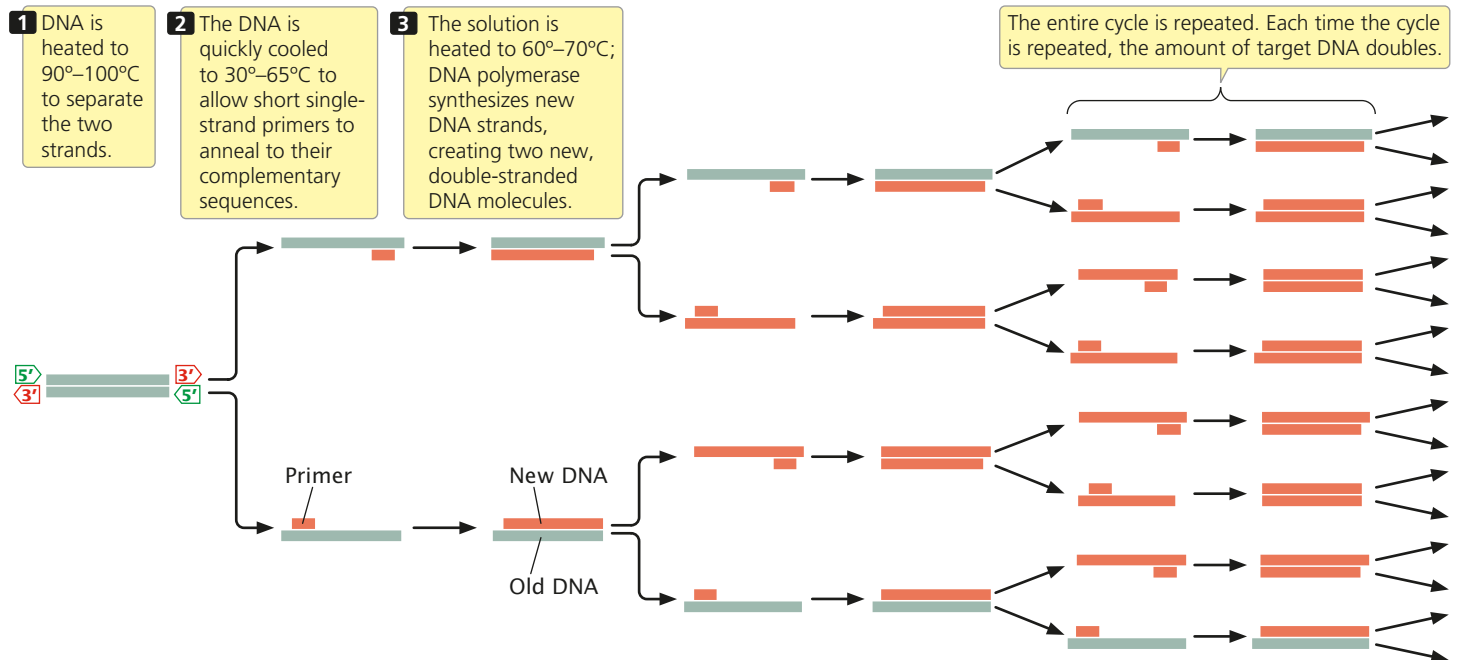 1 DNA is
heated to
90º–100ºC
to separate
the two
strands.
2 The DNA is
quickly cooled
to 30º–65ºC to
allow short single-
strand primers to
anneal to their
complementary
sequences.
3 The solution is
heated to 60º–70ºC;
DNA polymerase
synthesizes new
DNA strands,
creating two new,
double-stranded
DNA molecules.
The entire cycle is repeated. Each time the cycle
is repeated, the amount of target DNA doubles.
5′ 3′
3′ 5′
Primer
New DNA
Old DNA